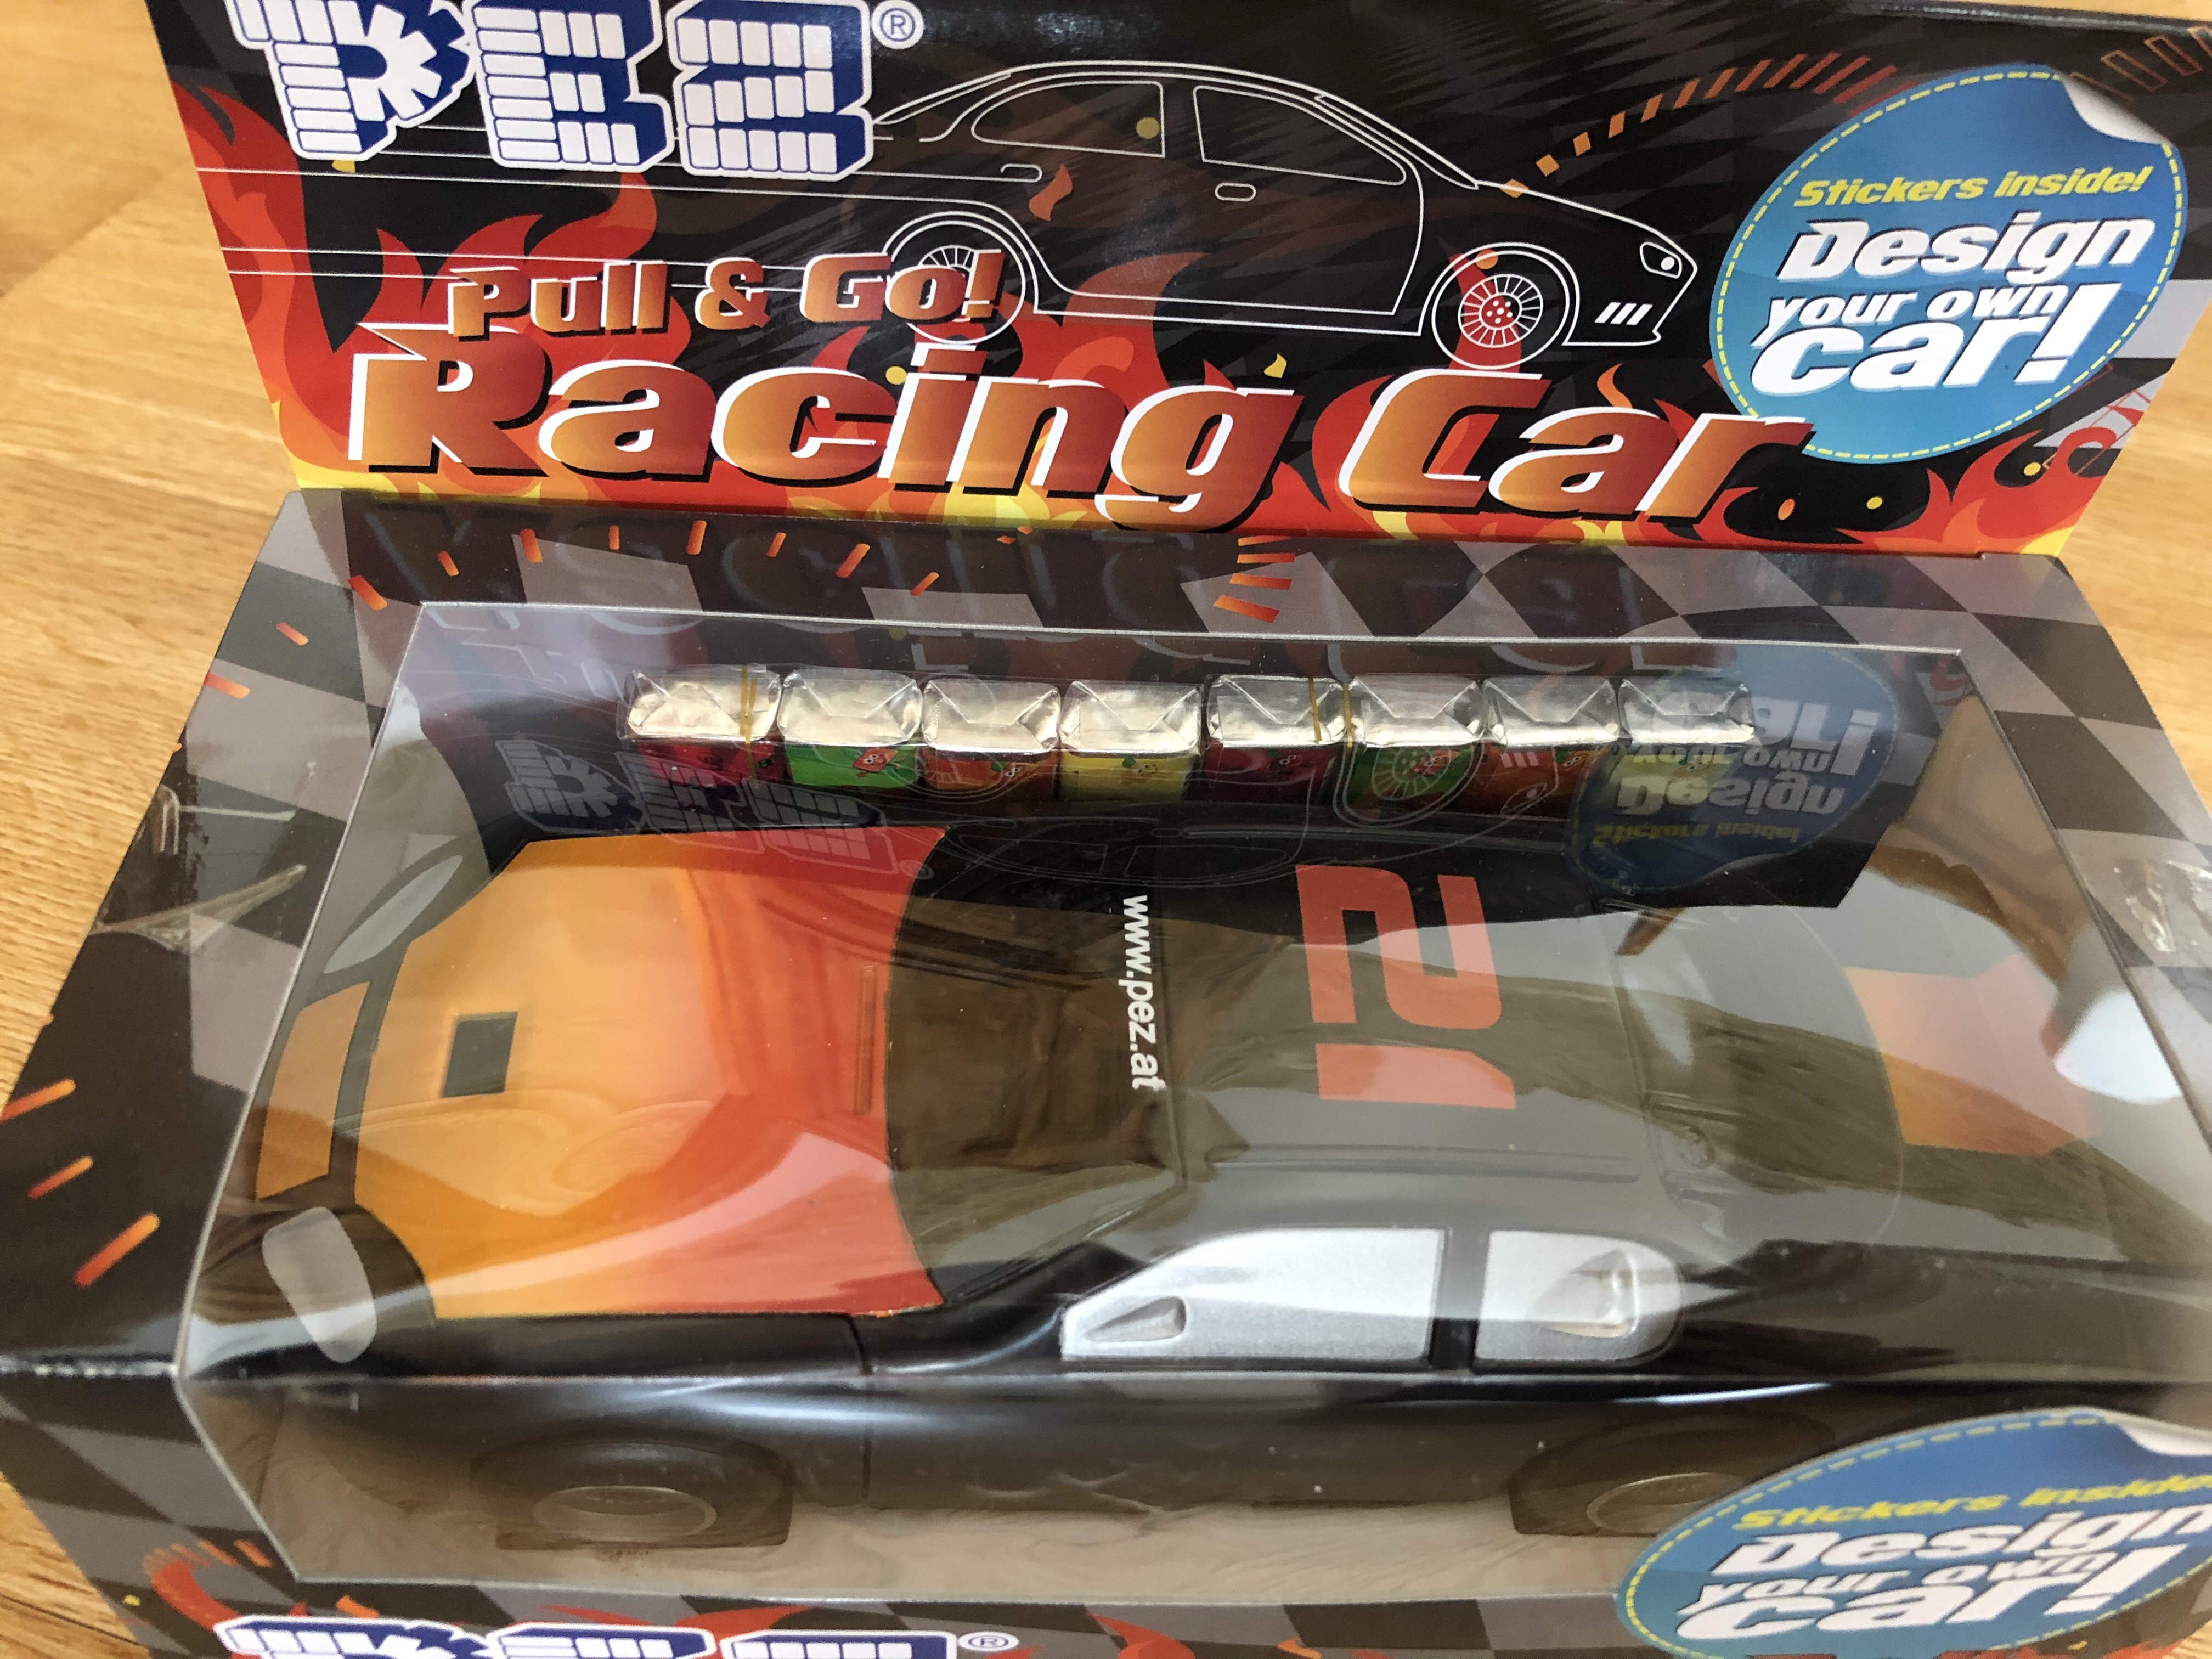 PEZ®
Stickers inside!
Design
your own
car!
Pull & Go!
Racing Car
www.pez.at
21
Stickers inside!
Design
your own
car!
PEZ®